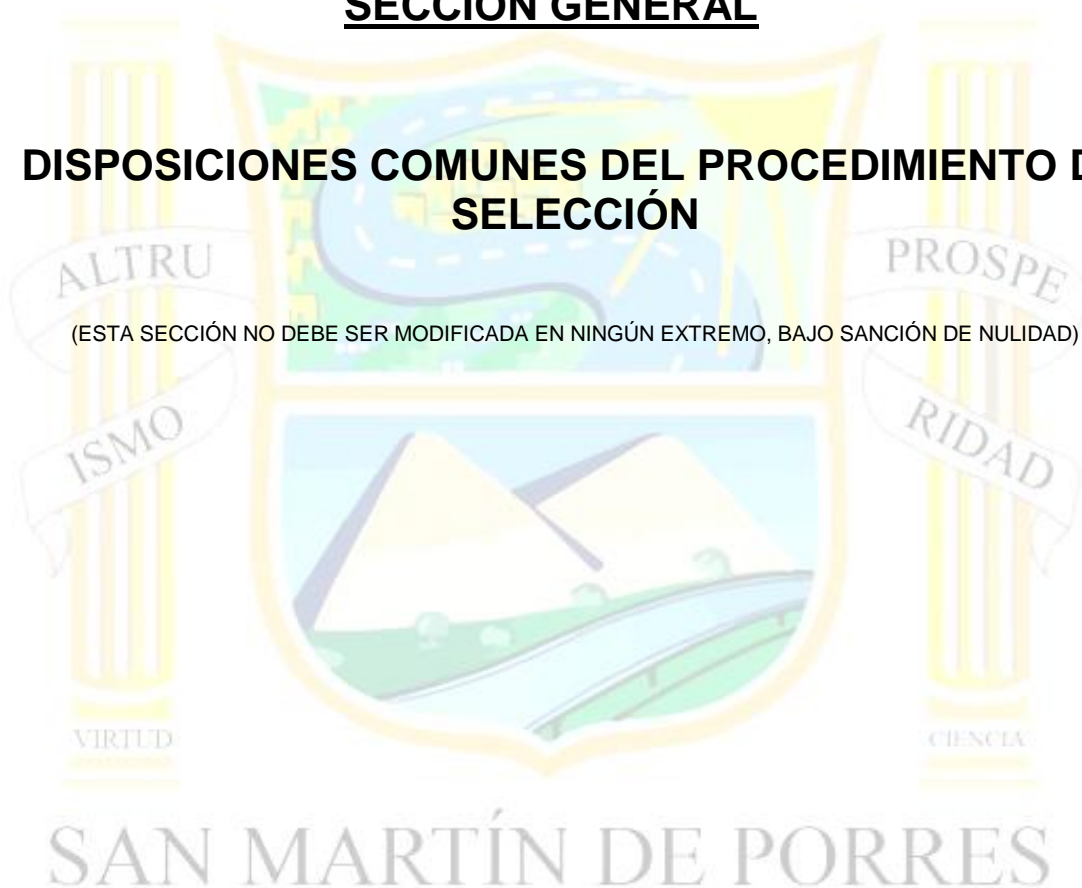 SECCIÓN GENERAL
DISPOSICIONES COMUNES DEL PROCEDIMIENTO D
SELECCIÓN
ALTRU
PROSPE
(ESTA SECCIÓN NO DEBE SER MODIFICADA EN NINGÚN EXTREMO, BAJO SANCIÓN DE NULIDAD)
ISMO
RIDAD
VIRTUD
CIENCIA
SAN MARTÍN DE PORRES